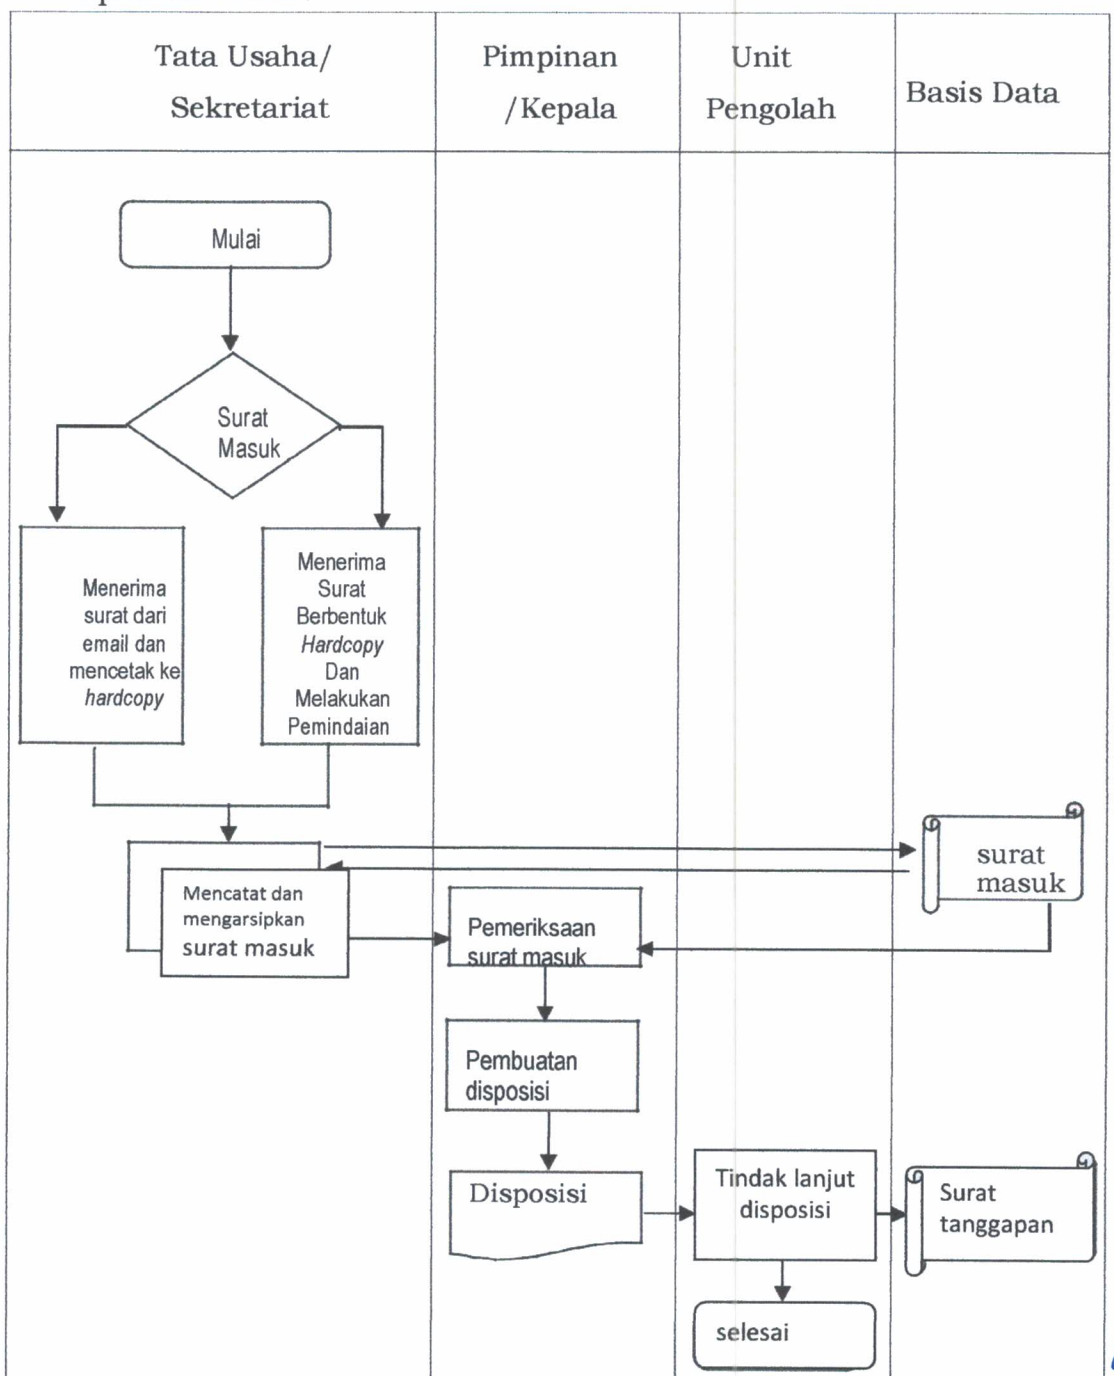 Tata Usaha/
Sekretariat
Pimpinan
/Kepala
Unit
Pengolah
Basis Data
Mulai
Surat
Masuk
Menerima
surat dari
email dan
mencetak ke
hardcopy
Menerima
Surat
Berbentuk
Hardcopy
Dan
Melakukan
Pemindaian
surat
masuk
Mencatat dan
mengarsipkan
surat masuk
Pemeriksaan
surat masuk
Pembuatan
disposisi
Disposisi
Tindak lanjut
disposisi
Surat
tanggapan
selesai